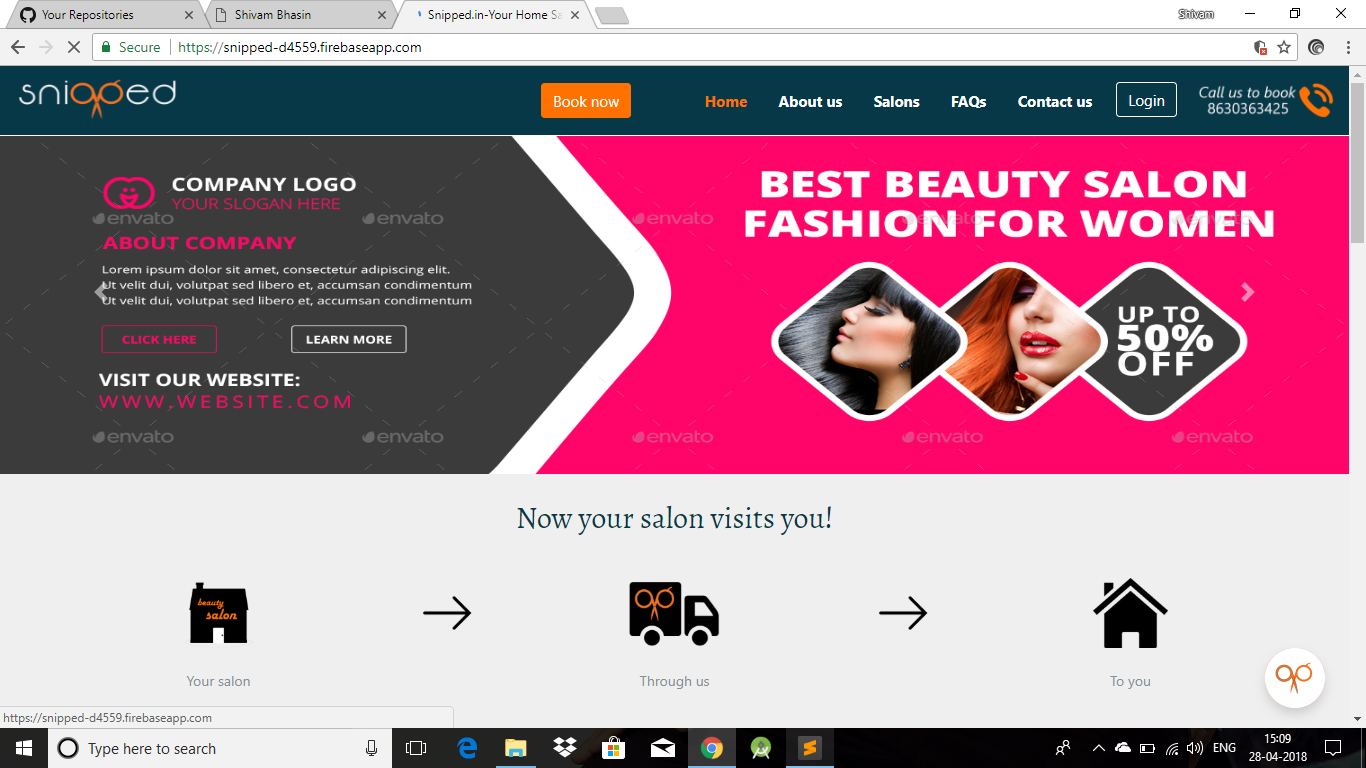 Your Repositories
Shivam Bhasin
Snipped.in-Your Home Sa
Shivam
Secure
https://snipped-d4559.firebaseapp.com
snipped
Book now
Home
About us
Salons
FAQs
Contact us
Login
Call us to book
8630363425
COMPANY LOGO
YOUR SLOGAN HERE
envato envato envato envato envato
ABOUT COMPANY
Lorem ipsum dolor sit amet, consectetur adipiscing elit.
Ut velit dui, volutpat sed libero et, accumsan condimentum
Ut velit dui, volutpat sed libero et, accumsan condimentum
CLICK HERE
LEARN MORE
VISIT OUR WEBSITE:
WWW.WEBSITE.COM
BEST BEAUTY SALON
FASHION FOR WOMEN
UP TO
50%
OFF
envato envato envato envato envato
Now your salon visits you!
beauty
salon
Your salon
Through us
To you
https://snipped-d4559.firebaseapp.com
Type here to search
ENG
15:09
28-04-2018